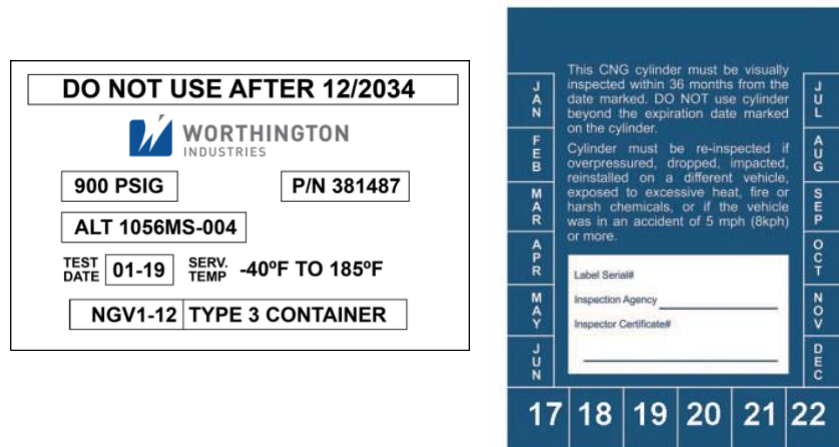 DO NOT USE AFTER 12/2034
WORTHINGTON
INDUSTRIES
900 PSIG
P/N 381487
ALT 1056MS-004
TEST DATE 01-19 SERV. TEMP -40ºF TO 185ºF
NGV1-12 TYPE 3 CONTAINER
This CNG cylinder must be visually
inspected within 36 months from the
date marked. DO NOT use cylinder
beyond the expiration date marked
on the cylinder.
Cylinder must be re-inspected if
overpressured, dropped, impacted,
reinstalled on a different vehicle,
exposed to excessive heat, fire or
harsh chemicals, or if the vehicle
was in an accident of 5 mph (8kph)
or more.
Label Serial#
Inspection Agency
Inspector Certificate#
JAN
FEB
MAR
APR
MAY
JUN
JUL
AUG
SEP
OCT
NOV
DEC
17 18 19 20 21 22